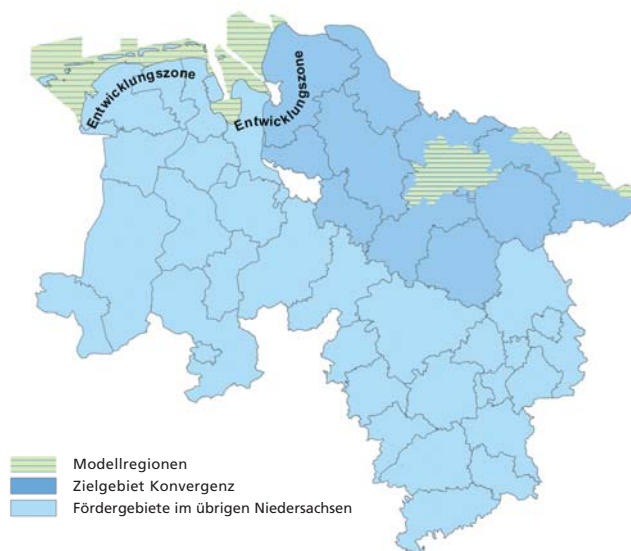 Entwicklungszone
Entwicklungszone
Modellregionen
Zielgebiet Konvergenz
Fördergebiete im übrigen Niedersachsen